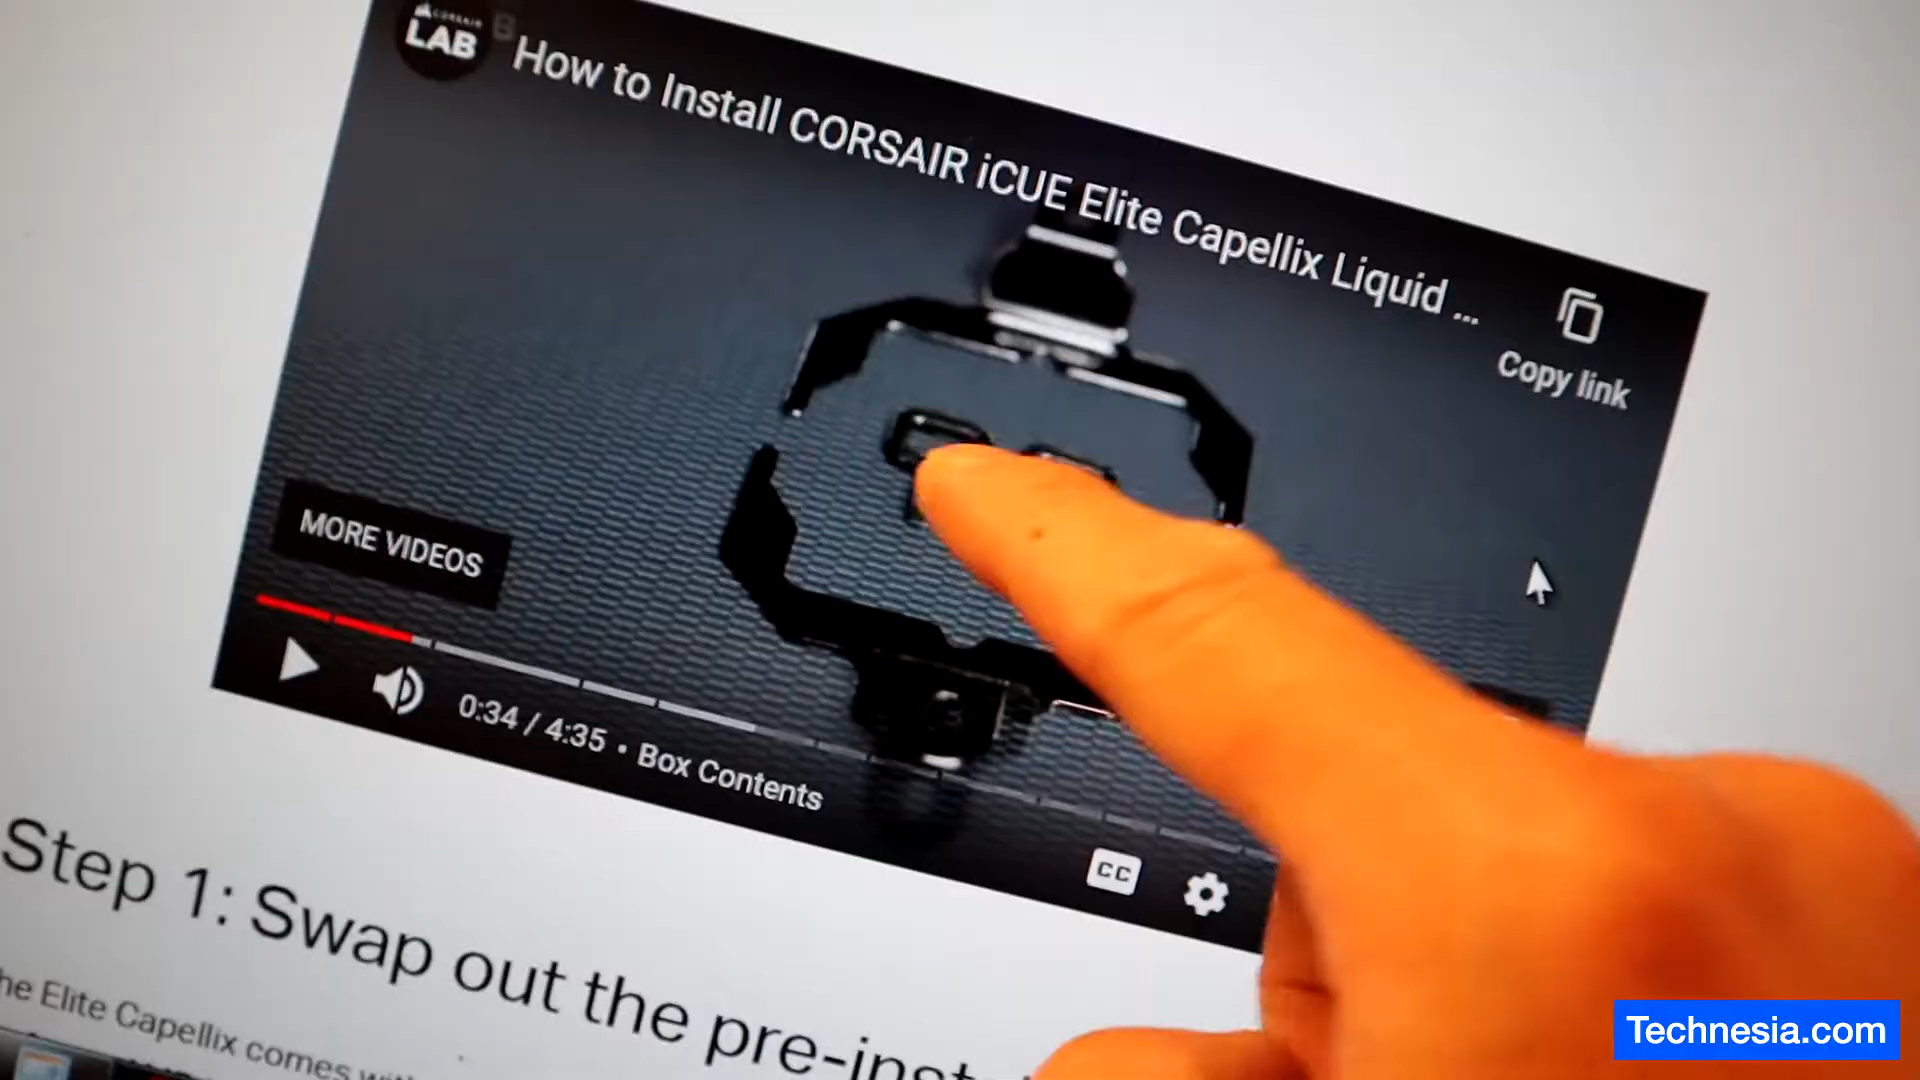 CORSAIR
LAB
How to Install CORSAIR iCUE Elite Capellix Liquid ...
Copy link
MORE VIDEOS
0:34 / 4:35 • Box Contents
CC
Step 1: Swap out the pre-inst
he Elite Capellix comes with
Technesia.com